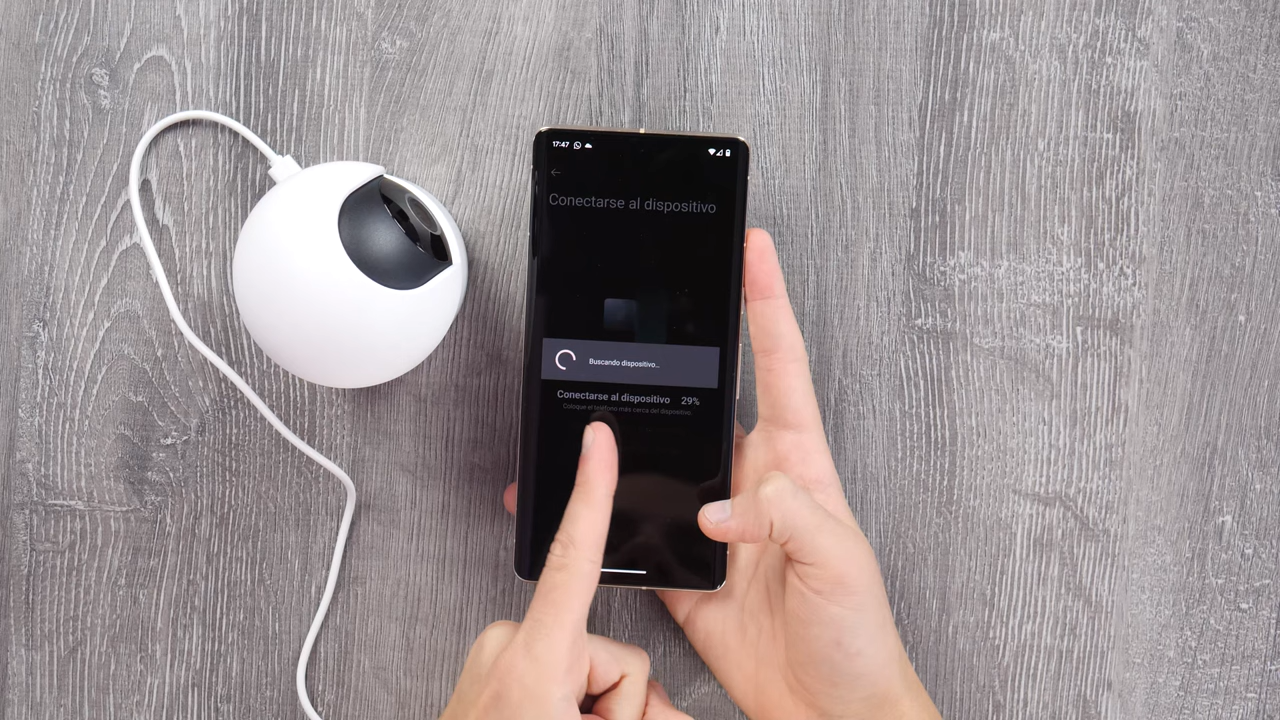 17:47
Conectarse al dispositivo
Buscando dispositivo...
Conectarse al dispositivo 29%
Coloque el teléfono más cerca del dispositivo.